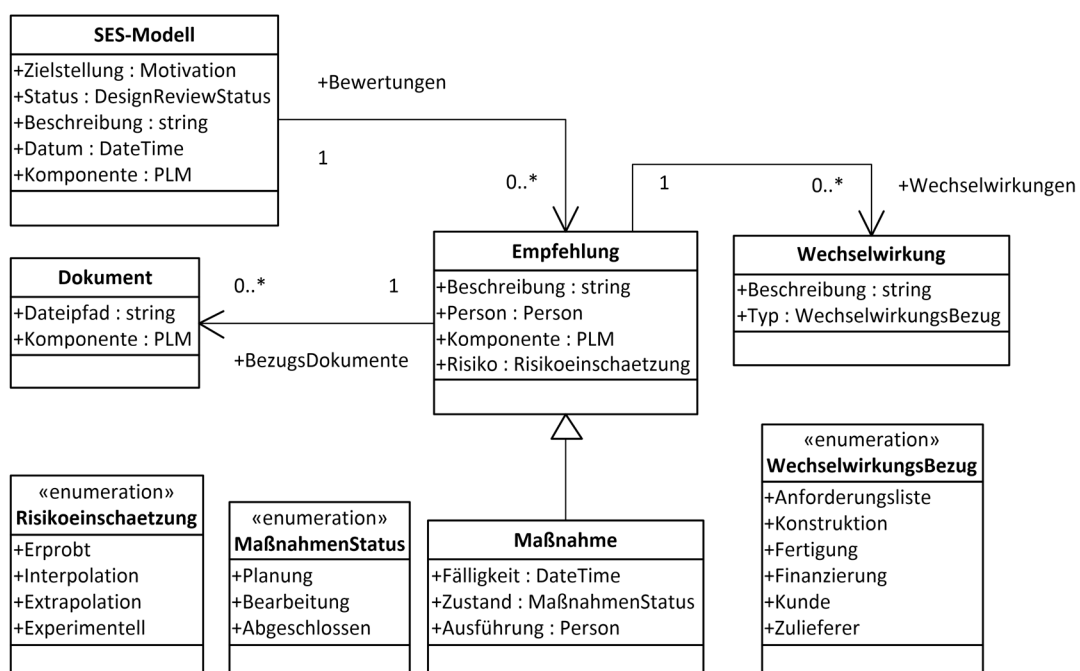 SES-Modell
+Zielstellung : Motivation
+Status : DesignReviewStatus
+Beschreibung : string
+Datum : DateTime
+Komponente : PLM
+Bewertungen
1
0..*
1
0..*
+Wechselwirkungen
Dokument
+Dateipfad : string
+Komponente : PLM
0..*
1
+BezugsDokumente
Empfehlung
+Beschreibung : string
+Person : Person
+Komponente : PLM
+Risiko : Risikoeinschaetzung
Wechselwirkung
+Beschreibung : string
+Typ : WechselwirkungsBezug
«enumeration»
Risikoeinschaetzung
+Erprobt
+Interpolation
+Extrapolation
+Experimentell
«enumeration»
MaßnahmenStatus
+Planung
+Bearbeitung
+Abgeschlossen
Maßnahme
+Fälligkeit : DateTime
+Zustand : MaßnahmenStatus
+Ausführung : Person
«enumeration»
WechselwirkungsBezug
+Anforderungsliste
+Konstruktion
+Fertigung
+Finanzierung
+Kunde
+Zulieferer